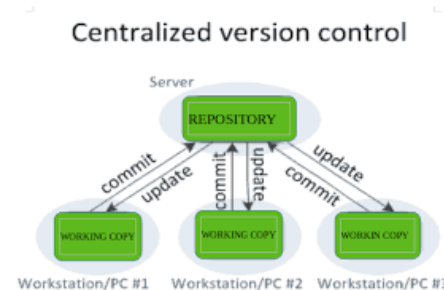 Centralized version control
Server
REPOSITORY
commit
update
commit
update
commit
update
WORKING COPY
WORKING COPY
WORKIN COPY
Workstation/PC #1
Workstation/PC #2
Workstation/PC #3